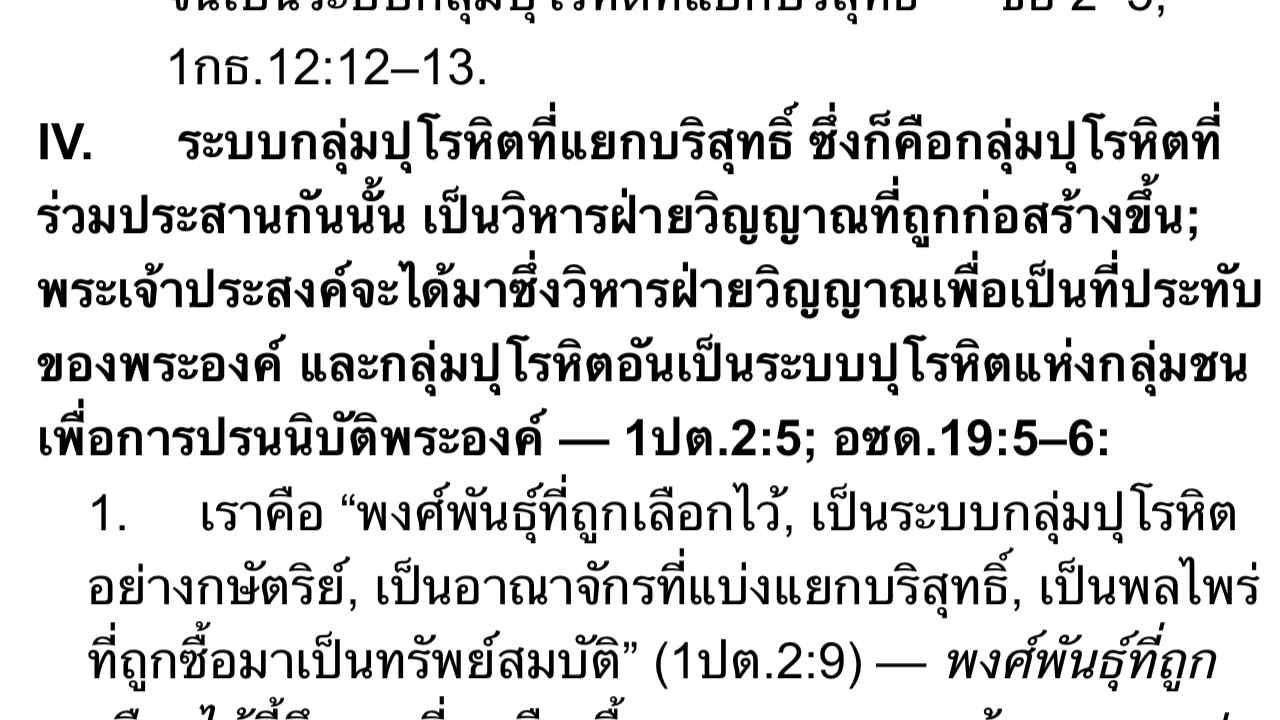 1กธ.12:12–13.
IV. ระบบกลุ่มปุโรหิตที่แยกบริสุทธิ์ ซึ่งก็คือกลุ่มปุโรหิตที่
ร่วมประสานกันนั้น เป็นวิหารฝ่ายวิญญาณที่ถูกก่อสร้างขึ้น;
พระเจ้าประสงค์จะได้มาซึ่งวิหารฝ่ายวิญญาณเพื่อเป็นที่ประทับ
ของพระองค์ และกลุ่มปุโรหิตอันเป็นระบบปุโรหิตแห่งกลุ่มชน
เพื่อการปรนนิบัติพระองค์ — 1ปต.2:5; อซด.19:5–6:
1. เราคือ “พงศ์พันธุ์ที่ถูกเลือกไว้, เป็นระบบกลุ่มปุโรหิต
อย่างกษัตริย์, เป็นอาณาจักรที่แบ่งแยกบริสุทธิ์, เป็นพลไพร่
ที่ถูกซื้อมาเป็นทรัพย์สมบัติ” (1ปต.2:9) — พงศ์พันธุ์ที่ถูก